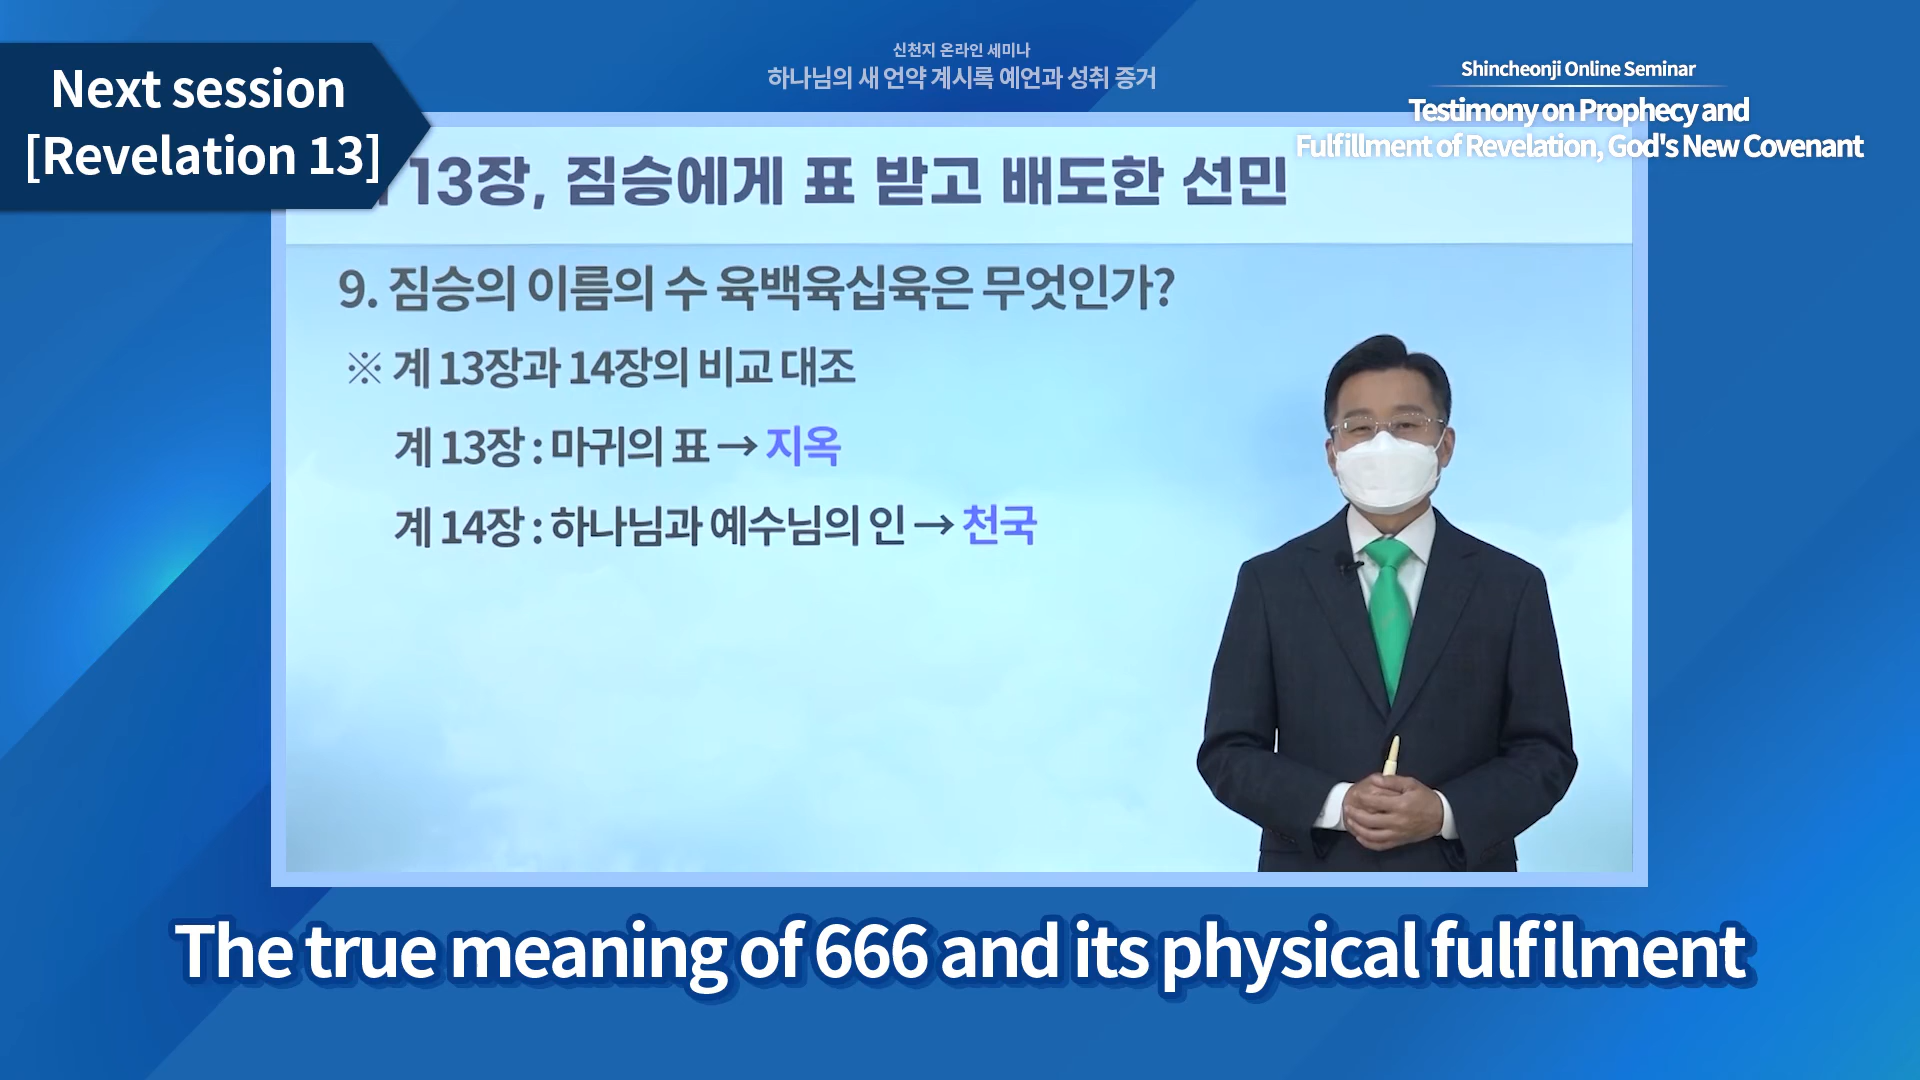 Next session
[Revelation 13]
신천지 온라인 세미나
하나님의 새 언약 계시록 예언과 성취 증거
Shincheonji Online Seminar
Testimony on Prophecy and
Fulfillment of Revelation, God's New Covenant
13장, 짐승에게 표 받고 배도한 선민
9. 짐승의 이름의 수 육백육십육은 무엇인가?
※ 계 13장과 14장의 비교 대조
계 13장 : 마귀의 표 → 지옥
계 14장 : 하나님과 예수님의 인 → 천국
The true meaning of 666 and its physical fulfilment